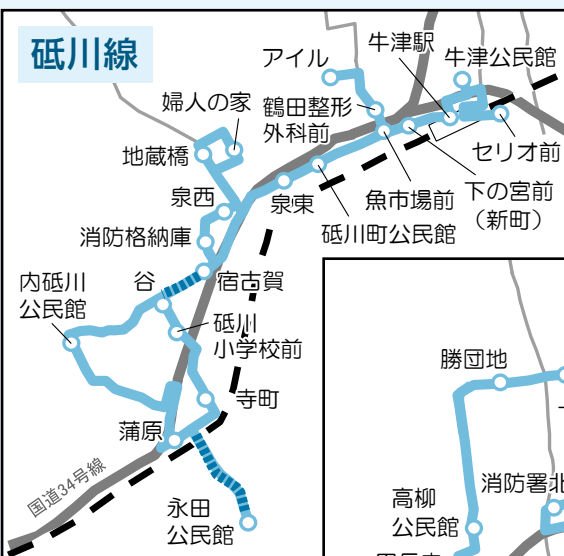 砥川線
アイル
牛津駅
牛津公民館
婦人の家
鶴田整形
外科前
地蔵橋
セリオ前
泉西
泉東
魚市場前
下の宮前
（新町）
消防格納庫
砥川町公民館
内砥川
公民館
谷
宿古賀
砥川
小学校前
寺町
蒲原
国道34号線
永田
公民館
勝団地
高柳
公民館
消防署北